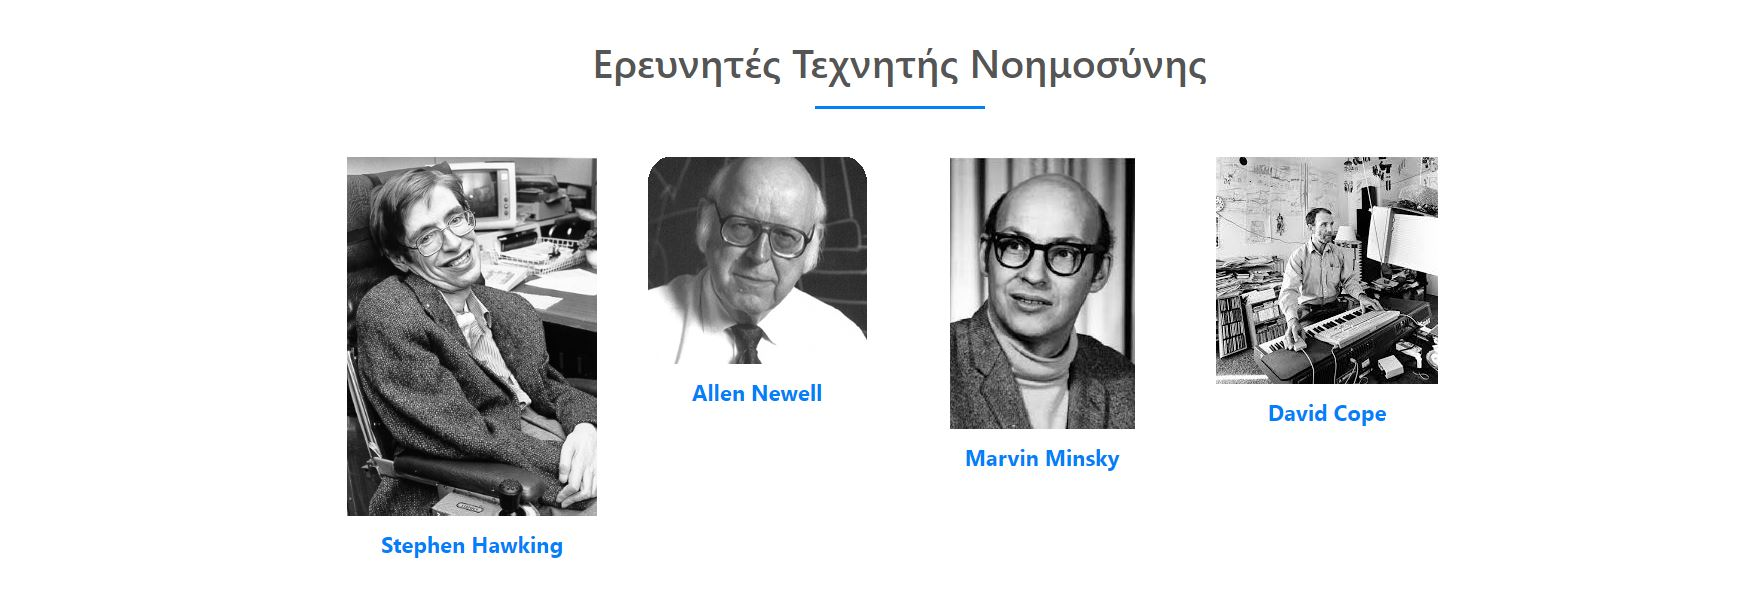 Ερευνητές Τεχνητής Νοημοσύνης
Allen Newell
David Cope
Marvin Minsky
Stephen Hawking